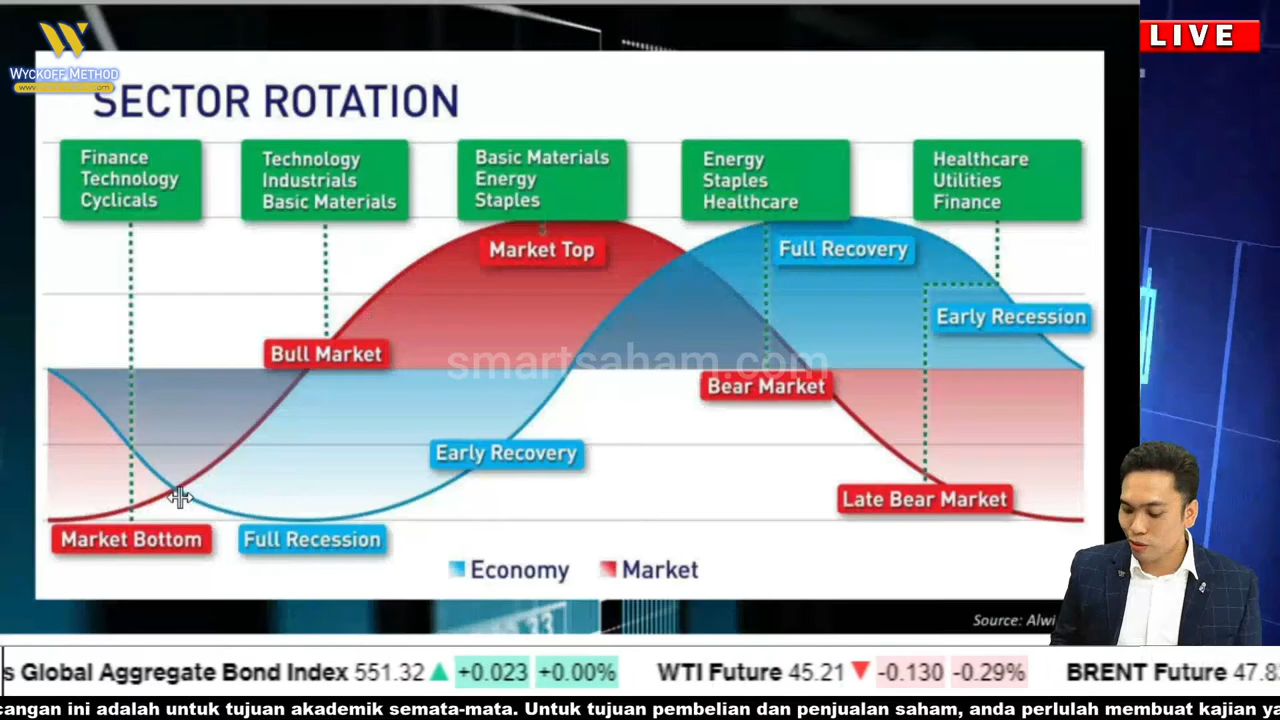 WYCKOFF METHOD
LIVE
SECTOR ROTATION
Finance
Technology
Cyclicals
Technology
Industrials
Basic Materials
Basic Materials
Energy
Staples
Energy
Staples
Healthcare
Healthcare
Utilities
Finance
Market Top
Full Recovery
Early Recession
Bull Market
smartsaham.com
Bear Market
Early Recovery
Late Bear Market
Market Bottom
Full Recession
Economy
Market
Source: Alwi
s Global Aggregate Bond Index 551.32 ▲ +0.023 +0.00% WTI Future 45.21 ▼ -0.130 -0.29% BRENT Future 47.8
cangan ini adalah untuk tujuan akademik semata-mata. Untuk tujuan pembelian dan penjualan saham, anda perlulah membuat kajian ya